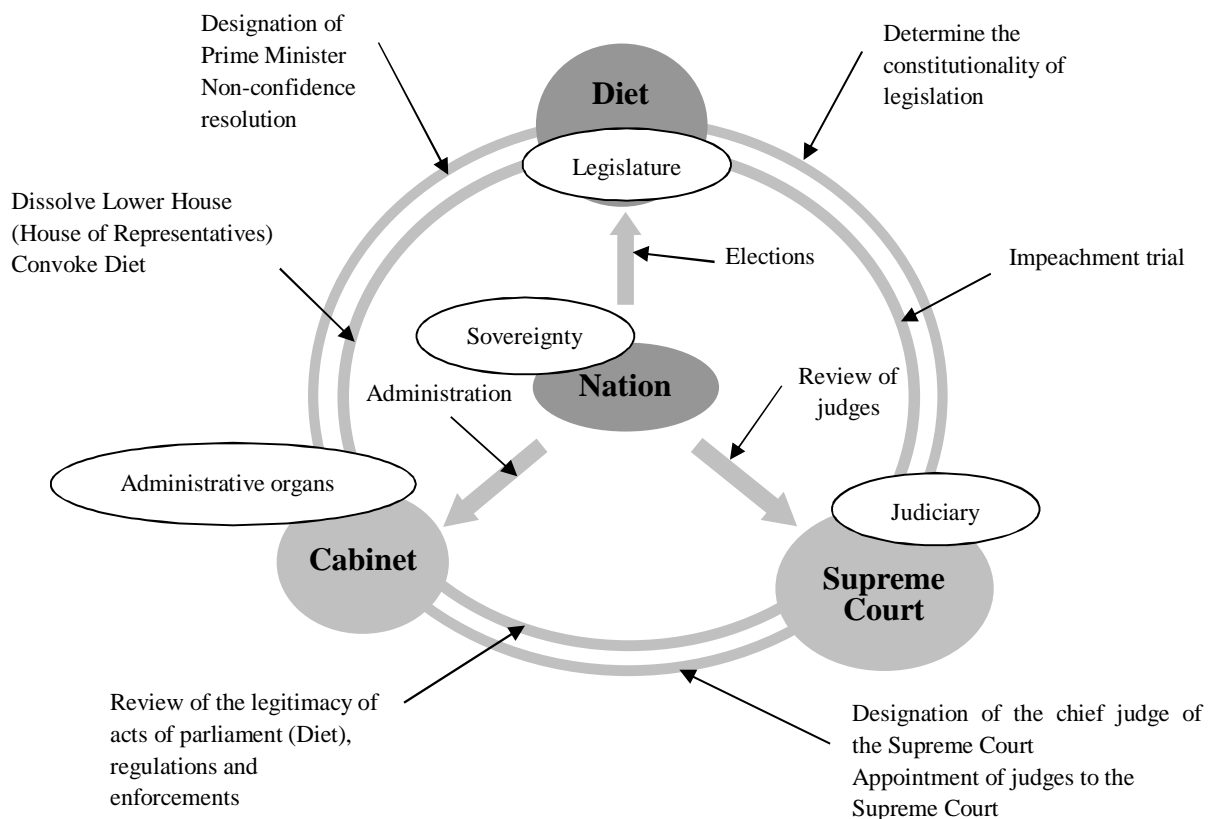 Designation of
Prime Minister
Non-confidence
resolution
Determine the
constitutionality of
legislation
Diet
Legislature
Dissolve Lower House
(House of Representatives)
Convoke Diet
Elections
Impeachment trial
Sovereignty
Nation
Administration
Review of
judges
Administrative organs
Cabinet
Judiciary
Supreme
Court
Review of the legitimacy of
acts of parliament (Diet),
regulations and
enforcements
Designation of the chief judge of
the Supreme Court
Appointment of judges to the
Supreme Court